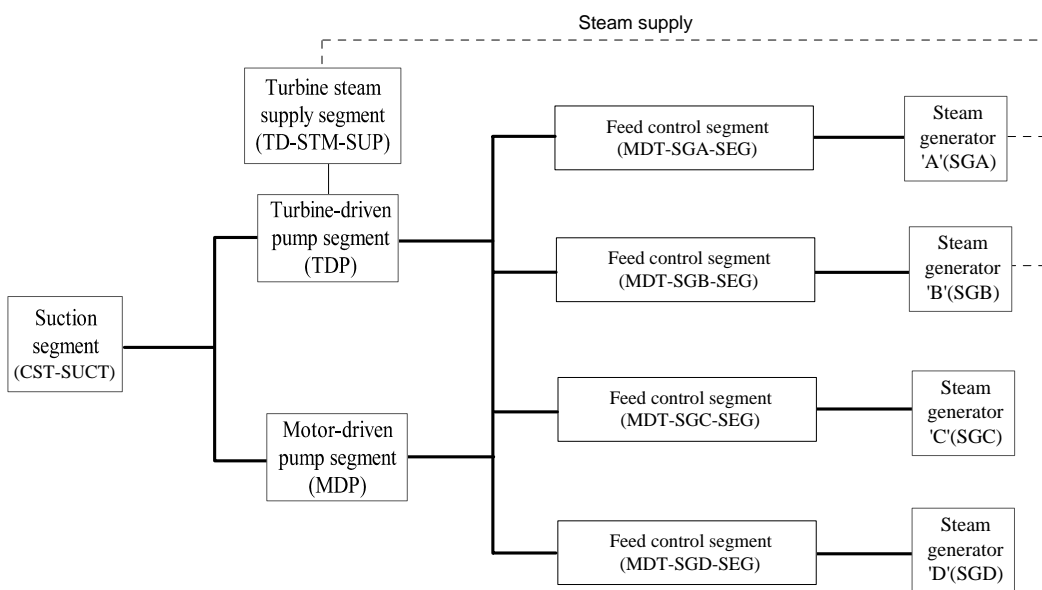 Steam supply
Turbine steam
supply segment
(TD-STM-SUP)
Feed control segment
(MDT-SGA-SEG)
Steam
generator
'A'(SGA)
Turbine-driven
pump segment
(TDP)
Feed control segment
(MDT-SGB-SEG)
Steam
generator
'B'(SGB)
Suction
segment
(CST-SUCT)
Feed control segment
(MDT-SGC-SEG)
Steam
generator
'C'(SGC)
Motor-driven
pump segment
(MDP)
Feed control segment
(MDT-SGD-SEG)
Steam
generator
'D'(SGD)